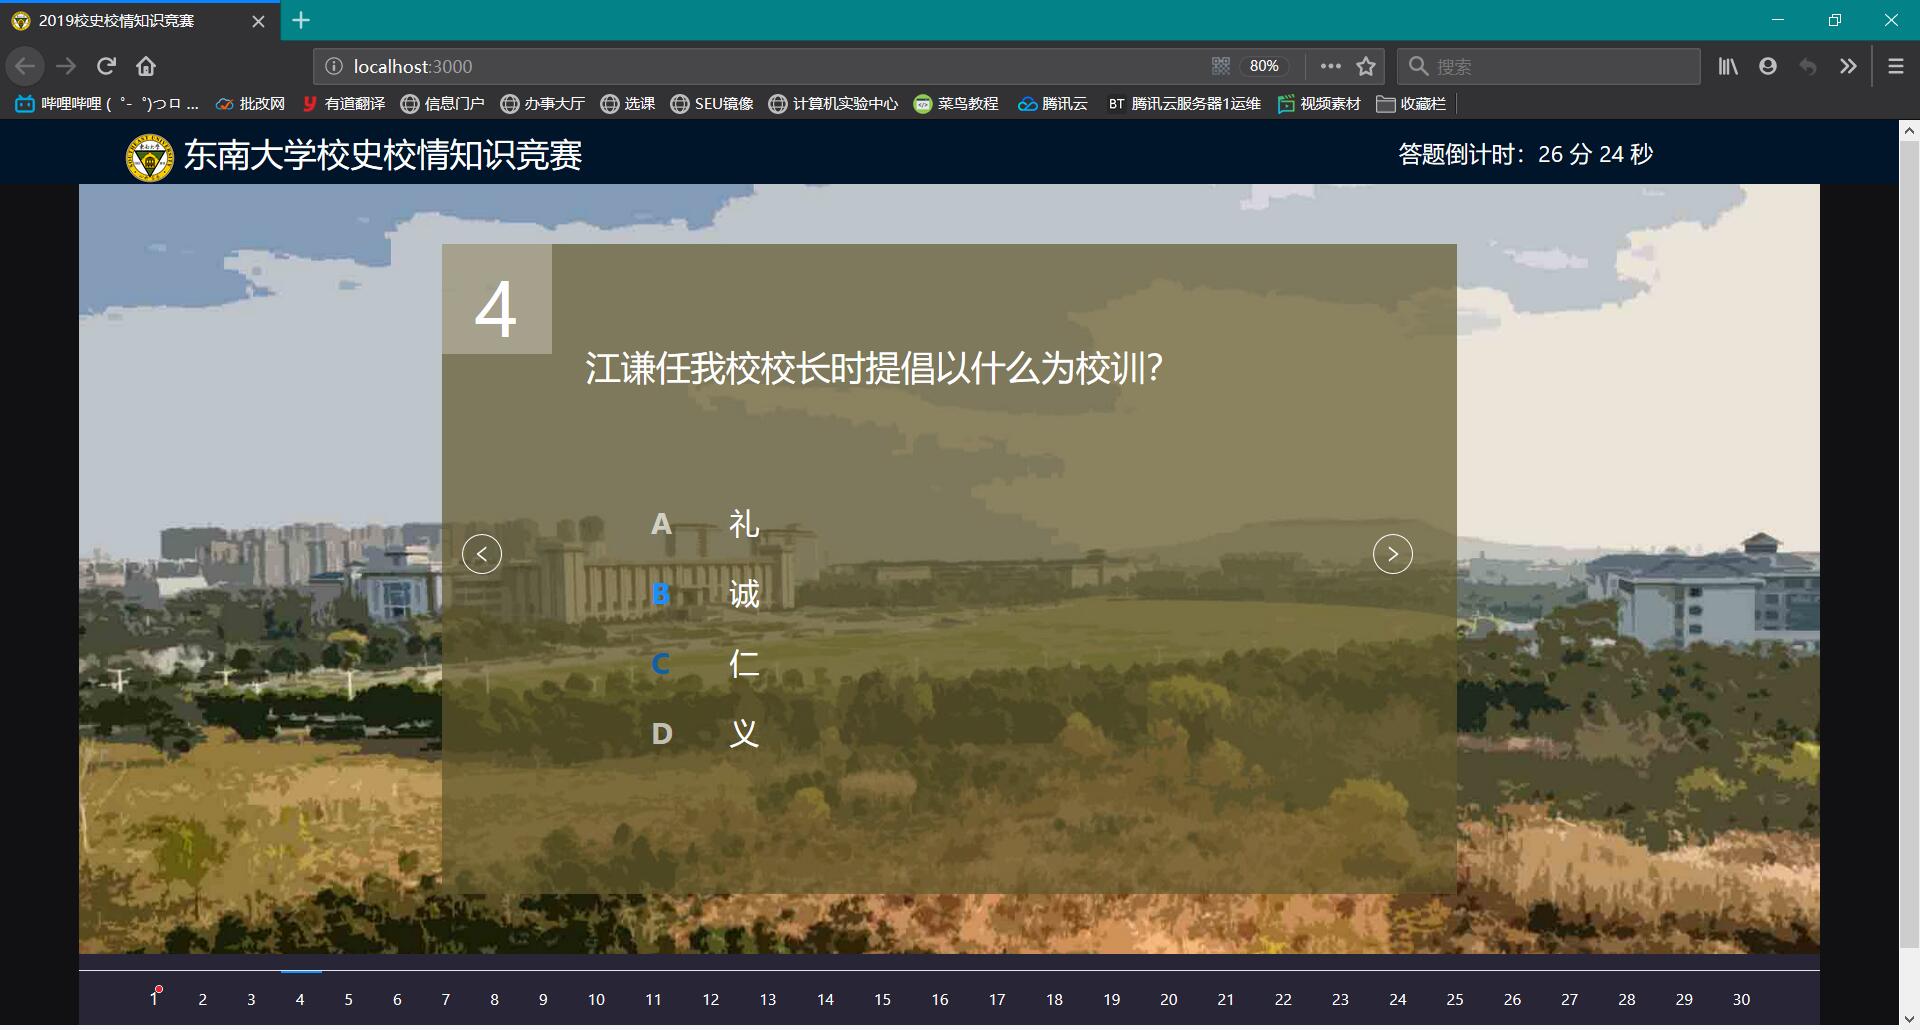 2019校史校情知识竞赛
localhost:3000
80%
搜索
哔哩哔哩 ( ゜- ゜)つロ ...
批改网
有道翻译
信息门户
办事大厅
选课
SEU镜像
计算机实验中心
菜鸟教程
腾讯云
BT 腾讯云服务器1运维
视频素材
收藏栏
东南大学校史校情知识竞赛
答题倒计时：26 分 24 秒
4
江谦任我校校长时提倡以什么为校训？
A 礼
B 诚
C 仁
D 义
1 2 3 4 5 6 7 8 9 10 11 12 13 14 15 16 17 18 19 20 21 22 23 24 25 26 27 28 29 30